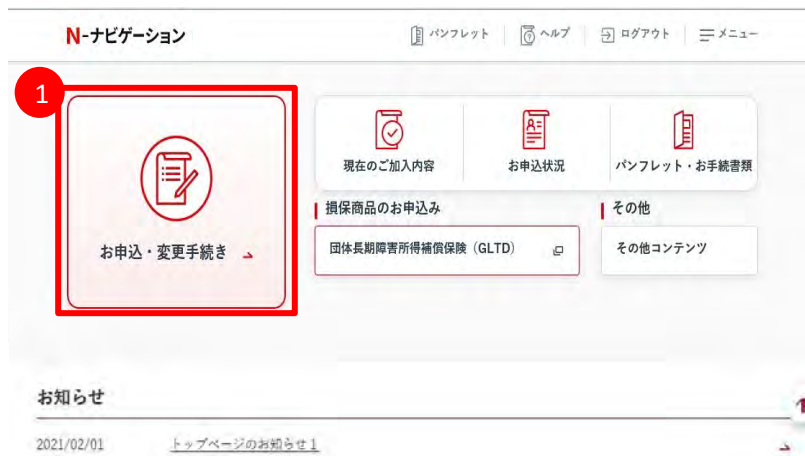 N-ナビゲーション
パンフレット
ヘルプ
ログアウト
メニュー
1
お申込・変更手続き
現在のご加入内容
お申込状況
パンフレット・お手続書類
損保商品のお申込み
その他
団体長期障害所得補償保険（GLTD）
その他コンテンツ
お知らせ
2021/02/01 トップページのお知らせ1